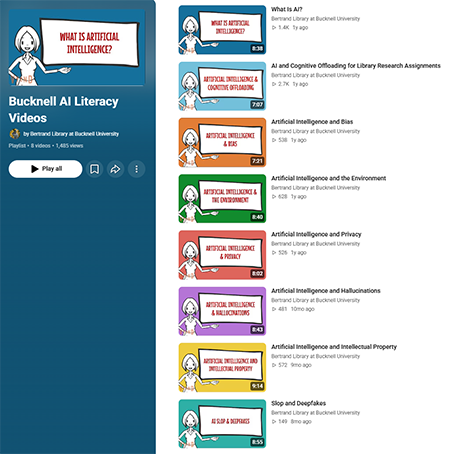 WHAT IS ARTIFICIAL
INTELLIGENCE?
Bucknell AI Literacy
Videos
by Bertrand Library at Bucknell University
Playlist • 8 videos • 1,485 views
Play all
WHAT IS ARTIFICIAL
INTELLIGENCE?
8:38
What Is AI?
Bertrand Library at Bucknell University
1.4K 1y ago
ARTIFICIAL INTELLIGENCE &
COGNITIVE OFFLOADING
7:07
AI and Cognitive Offloading for Library Research Assignments
Bertrand Library at Bucknell University
2.7K 1y ago
ARTIFICIAL INTELLIGENCE
& BIAS
7:21
Artificial Intelligence and Bias
Bertrand Library at Bucknell University
538 1y ago
ARTIFICIAL INTELLIGENCE &
THE ENVIRONMENT
8:40
Artificial Intelligence and the Environment
Bertrand Library at Bucknell University
628 1y ago
ARTIFICIAL INTELLIGENCE
& PRIVACY
8:02
Artificial Intelligence and Privacy
Bertrand Library at Bucknell University
526 1y ago
ARTIFICIAL INTELLIGENCE
& HALLUCINATIONS
8:43
Artificial Intelligence and Hallucinations
Bertrand Library at Bucknell University
481 10mo ago
ARTIFICIAL INTELLIGENCE AND
INTELLECTUAL PROPERTY
9:14
Artificial Intelligence and Intellectual Property
Bertrand Library at Bucknell University
572 9mo ago
AI SLOP & DEEPFAKES
8:55
Slop and Deepfakes
Bertrand Library at Bucknell University
149 8mo ago